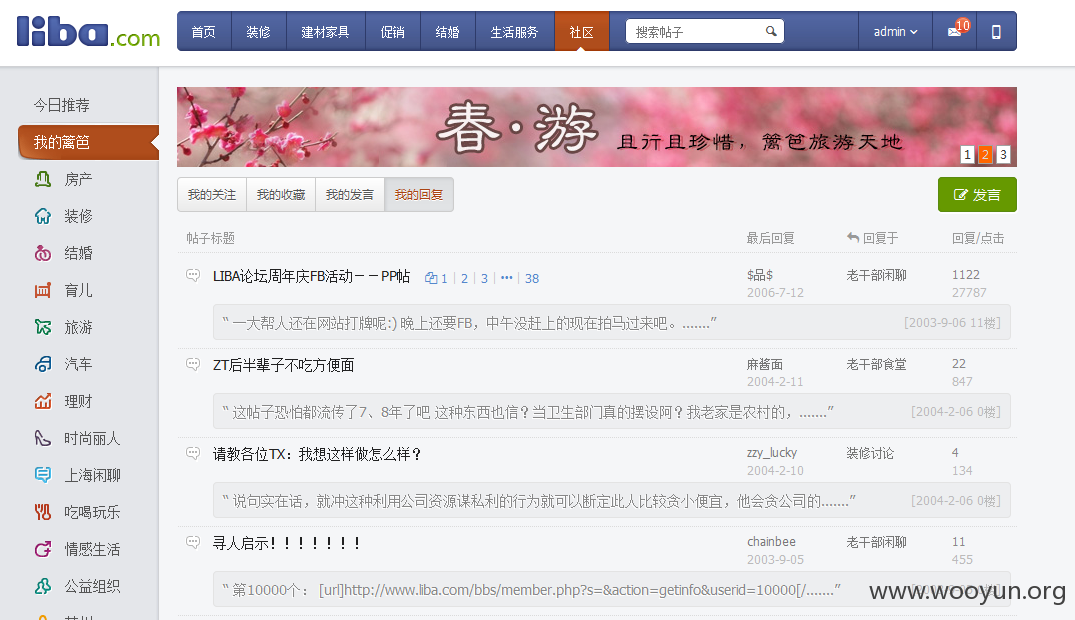 liba.com 首页 装修 建材家具 促销 结婚 生活服务 社区 搜索帖子 admin 10
今日推荐
我的篱笆
房产
装修
结婚
育儿
旅游
汽车
理财
时尚丽人
上海闲聊
吃喝玩乐
情感生活
公益组织
春·游 且行且珍惜，篱笆旅游天地
1 2 3
我的关注 我的收藏 我的发言 我的回复 发言
帖子标题 最后回复 回复于 回复/点击
LIBA论坛周年庆FB活动－－PP帖 1 2 3 ••• 38 $品$ 老干部闲聊 1122
2006-7-12 27787
“ 一大帮人还在网站打牌呢:) 晚上还要FB，中午没赶上的现在拍马过来吧。.......” [2003-9-06 11楼]
ZT后半辈子不吃方便面 麻酱面 老干部食堂 22
2004-2-11 847
“ 这帖子恐怕都流传了7、8年了吧 这种东西也信？当卫生部门真的摆设阿？我老家是农村的，.......” [2004-2-06 0楼]
请教各位TX：我想这样做怎么样？ zzy_lucky 装修讨论 4
2004-2-10 134
“ 说句实在话，就冲这种利用公司资源谋私利的行为就可以断定此人比较贪小便宜，他会贪公司的.......” [2004-2-06 0楼]
寻人启示！！！！！！！ chainbee 老干部闲聊 11
2003-9-05 455
“ 第10000个： [url]http://www.liba.com/bbs/member.php?s=&action=getinfo&userid=10000[/.......”
www.wooyun.org